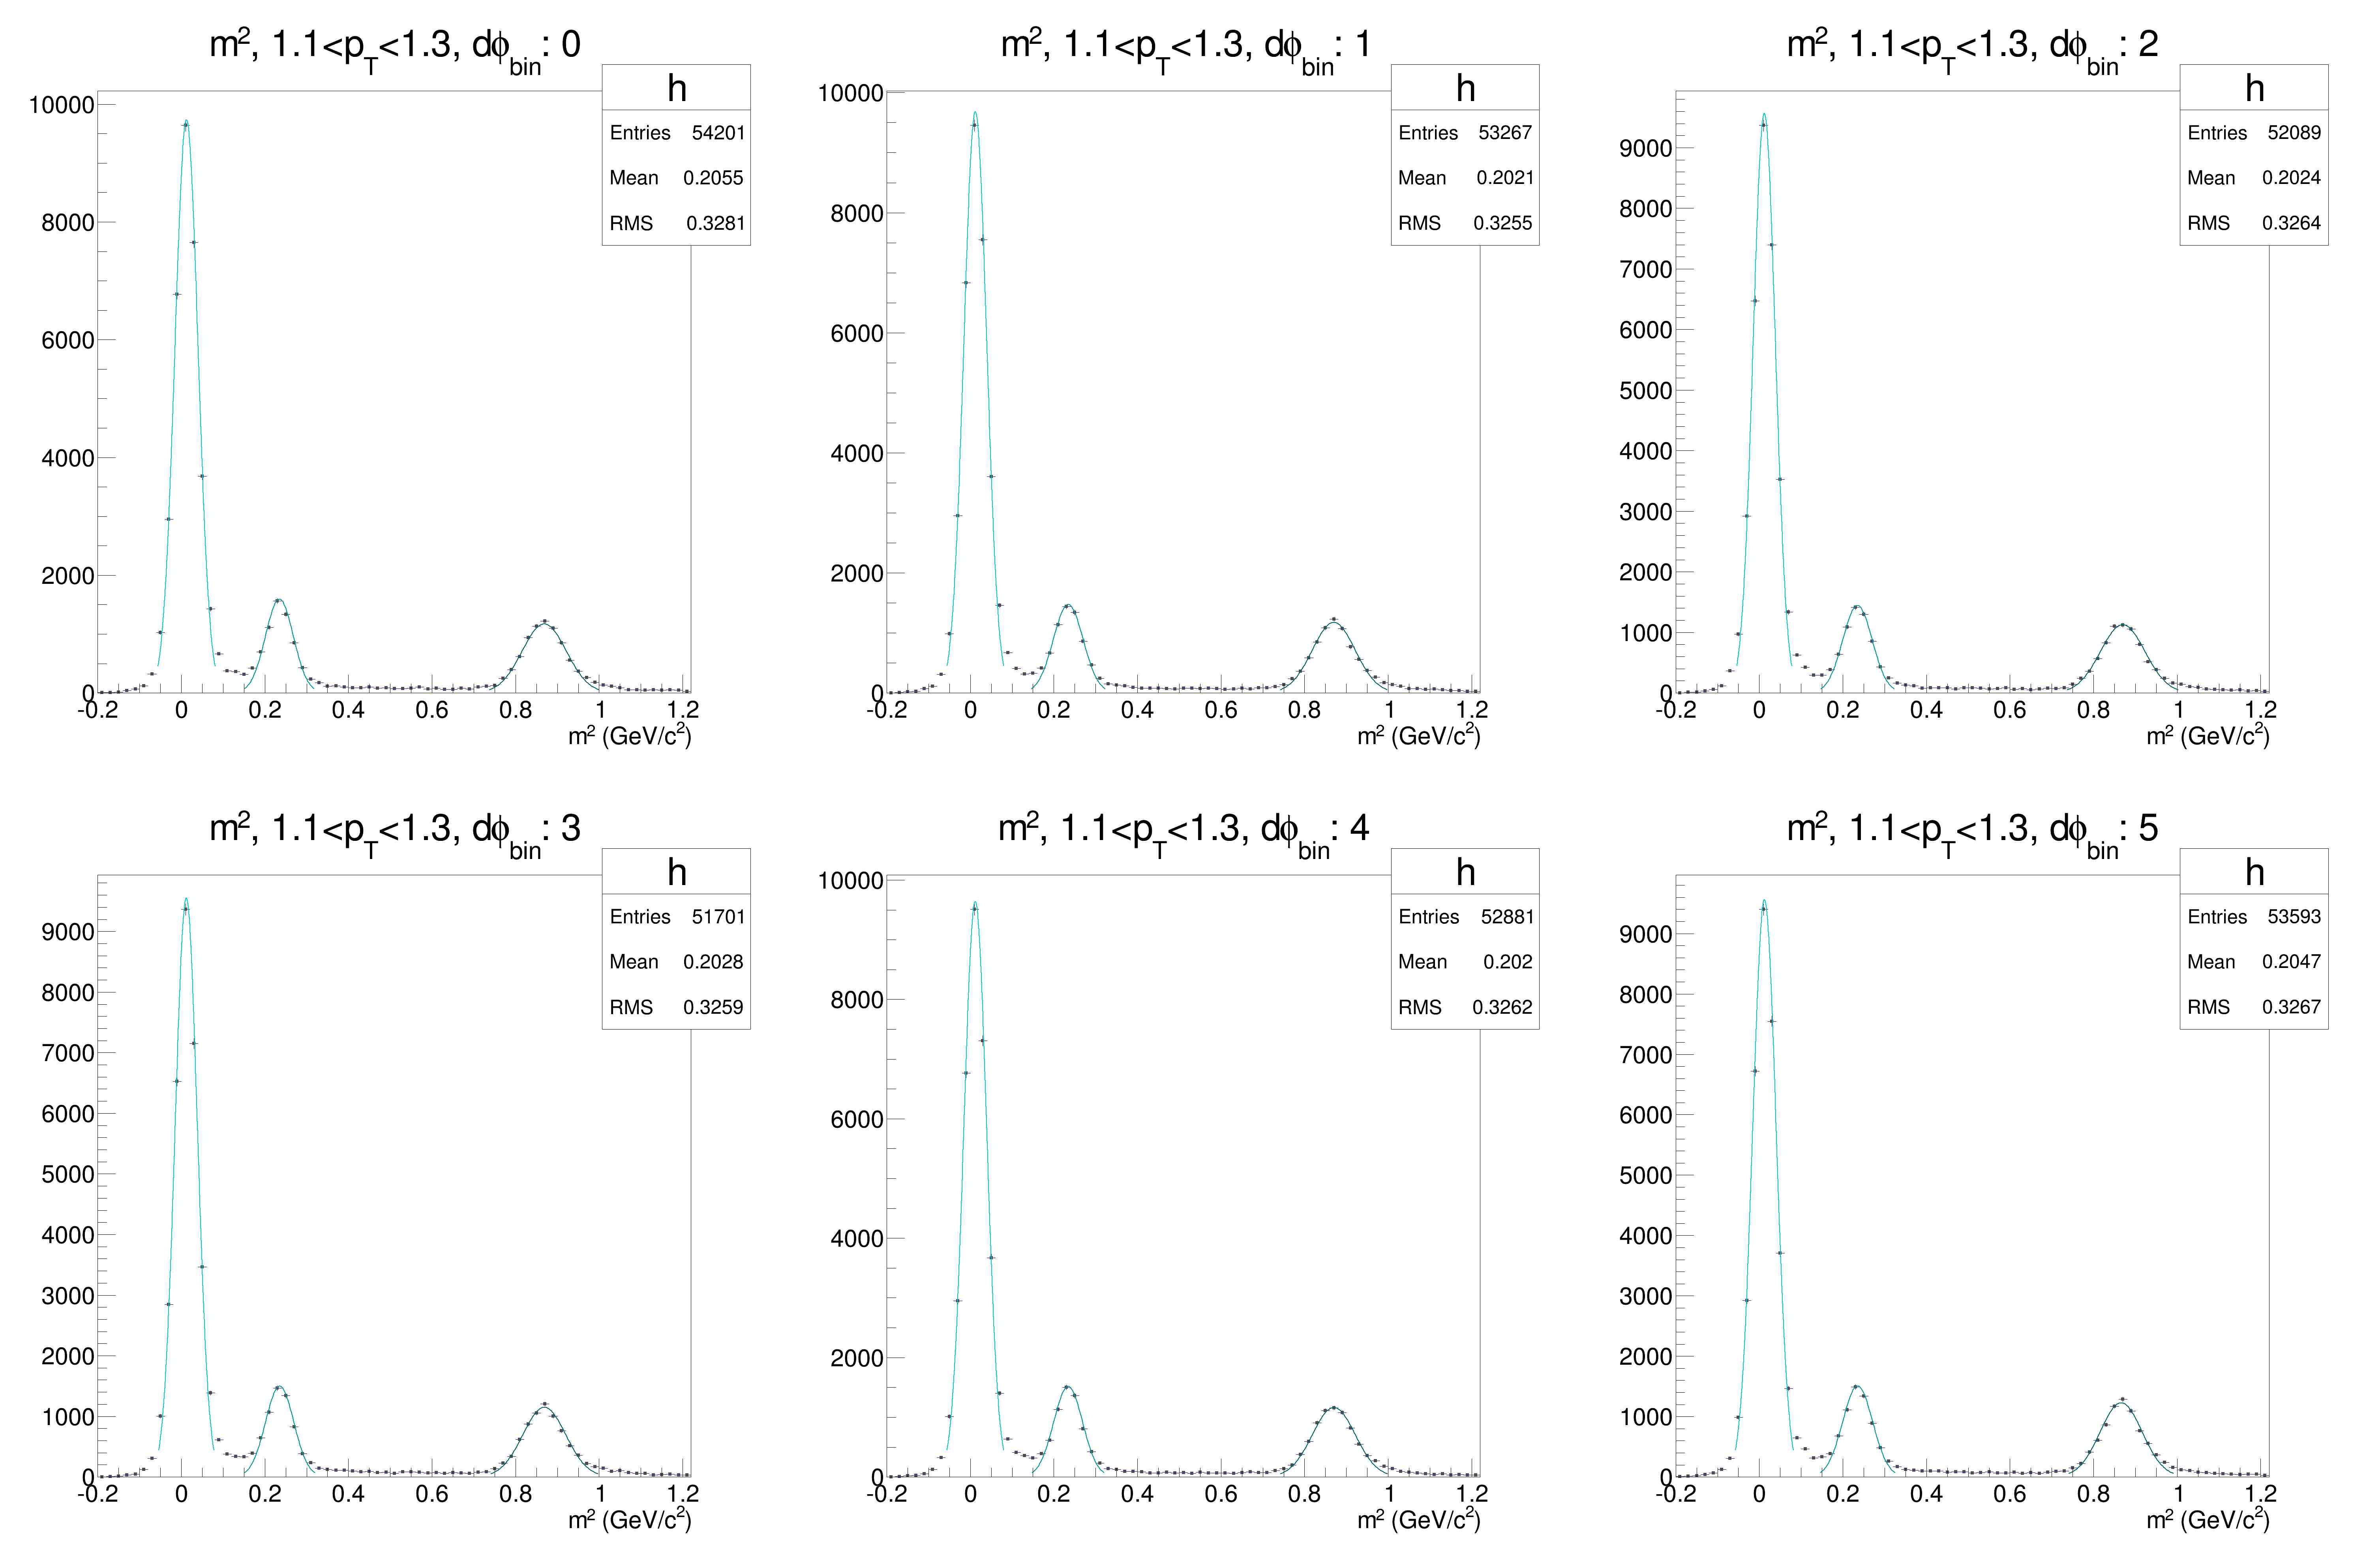 m², 1.1<p_T<1.3, dϕ_bin: 0
h
Entries 54201
Mean 0.2055
RMS 0.3281
10000
8000
6000
4000
2000
0
-0.2 0 0.2 0.4 0.6 0.8 1 1.2
m² (GeV/c²)
m², 1.1<p_T<1.3, dϕ_bin: 1
h
Entries 53267
Mean 0.2021
RMS 0.3255
10000
8000
6000
4000
2000
0
-0.2 0 0.2 0.4 0.6 0.8 1 1.2
m² (GeV/c²)
m², 1.1<p_T<1.3, dϕ_bin: 2
h
Entries 52089
Mean 0.2024
RMS 0.3264
9000
8000
7000
6000
5000
4000
3000
2000
1000
0
-0.2 0 0.2 0.4 0.6 0.8 1 1.2
m² (GeV/c²)
m², 1.1<p_T<1.3, dϕ_bin: 3
h
Entries 51701
Mean 0.2028
RMS 0.3259
9000
8000
7000
6000
5000
4000
3000
2000
1000
0
-0.2 0 0.2 0.4 0.6 0.8 1 1.2
m² (GeV/c²)
m², 1.1<p_T<1.3, dϕ_bin: 4
h
Entries 52881
Mean 0.202
RMS 0.3262
10000
8000
6000
4000
2000
0
-0.2 0 0.2 0.4 0.6 0.8 1 1.2
m² (GeV/c²)
m², 1.1<p_T<1.3, dϕ_bin: 5
h
Entries 53593
Mean 0.2047
RMS 0.3267
9000
8000
7000
6000
5000
4000
3000
2000
1000
0
-0.2 0 0.2 0.4 0.6 0.8 1 1.2
m² (GeV/c²)